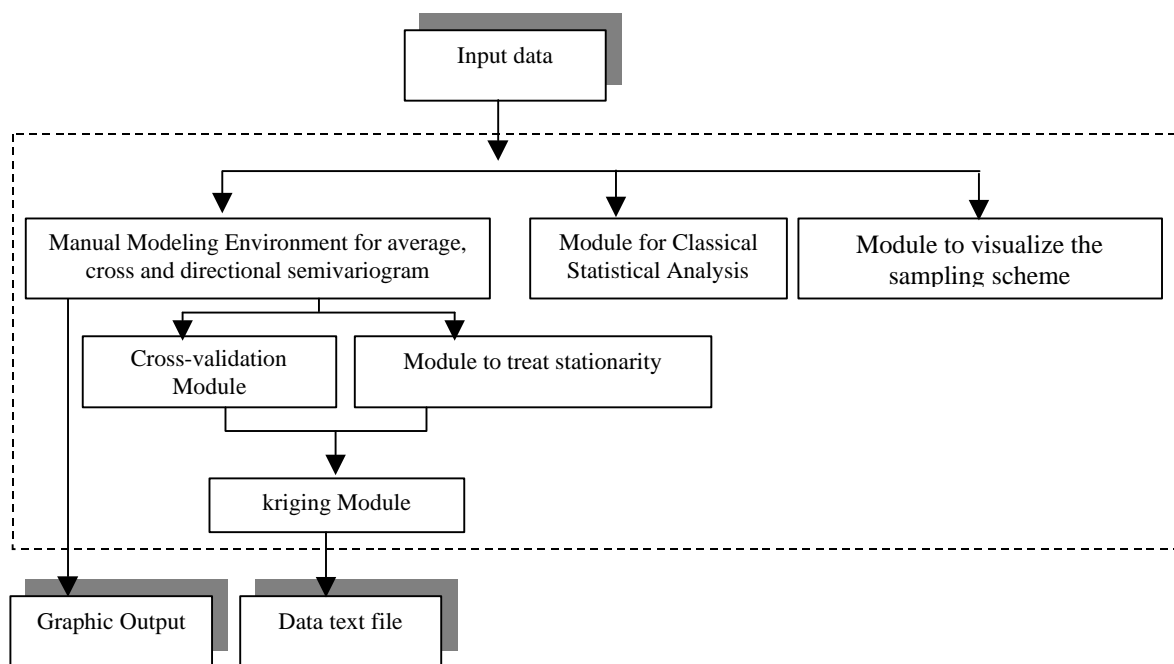 Input data
Manual Modeling Environment for average,
cross and directional semivariogram
Module for Classical
Statistical Analysis
Module to visualize the
sampling scheme
Cross-validation
Module
Module to treat stationarity
kriging Module
Graphic Output
Data text file